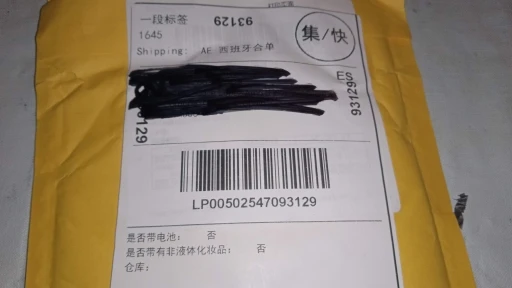 一段标签
93129
集/快
1645
Shipping: AE 西班牙合单
ES
93129
93129
LP00502547093129
是否带电池： 否
是否带有非液体化妆品： 否
仓库：